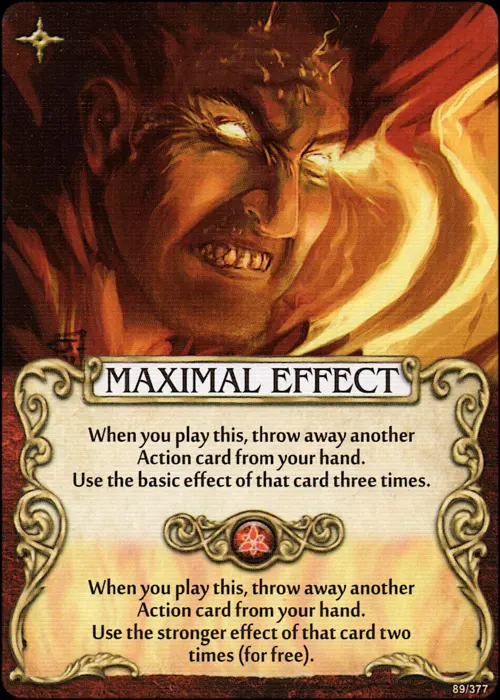 MAXIMAL EFFECT
When you play this, throw away another
Action card from your hand.
Use the basic effect of that card three times.
When you play this, throw away another
Action card from your hand.
Use the stronger effect of that card two
times (for free).
89/377